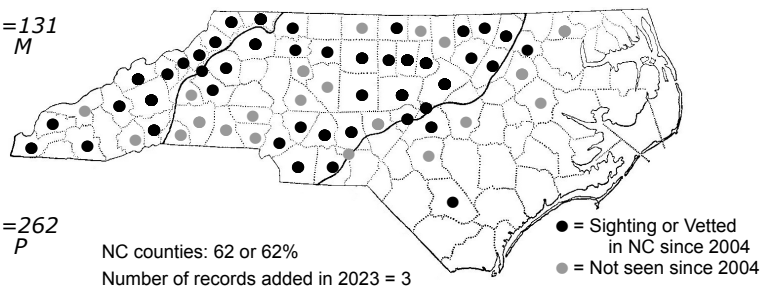 =131
M
=262
P
NC counties: 62 or 62%
Number of records added in 2023 = 3
= Sighting or Vetted
in NC since 2004
= Not seen since 2004